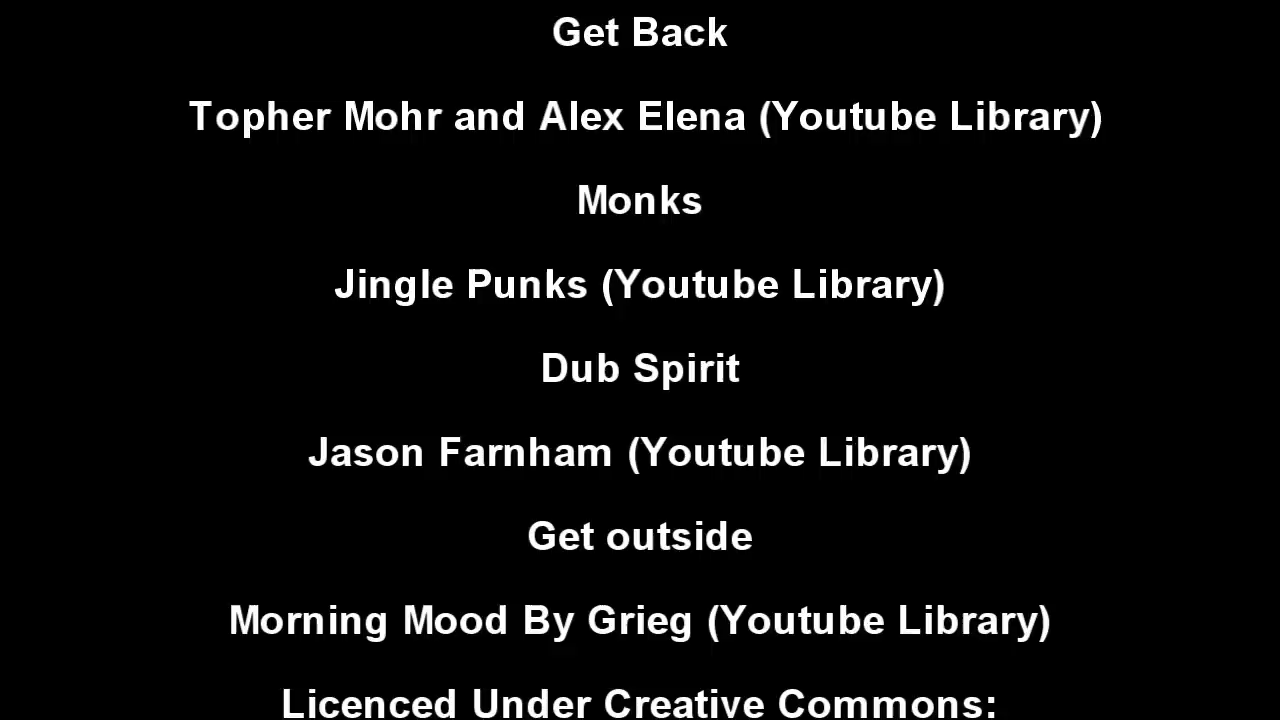 Get Back
Topher Mohr and Alex Elena (Youtube Library)
Monks
Jingle Punks (Youtube Library)
Dub Spirit
Jason Farnham (Youtube Library)
Get outside
Morning Mood By Grieg (Youtube Library)
Licenced Under Creative Commons: